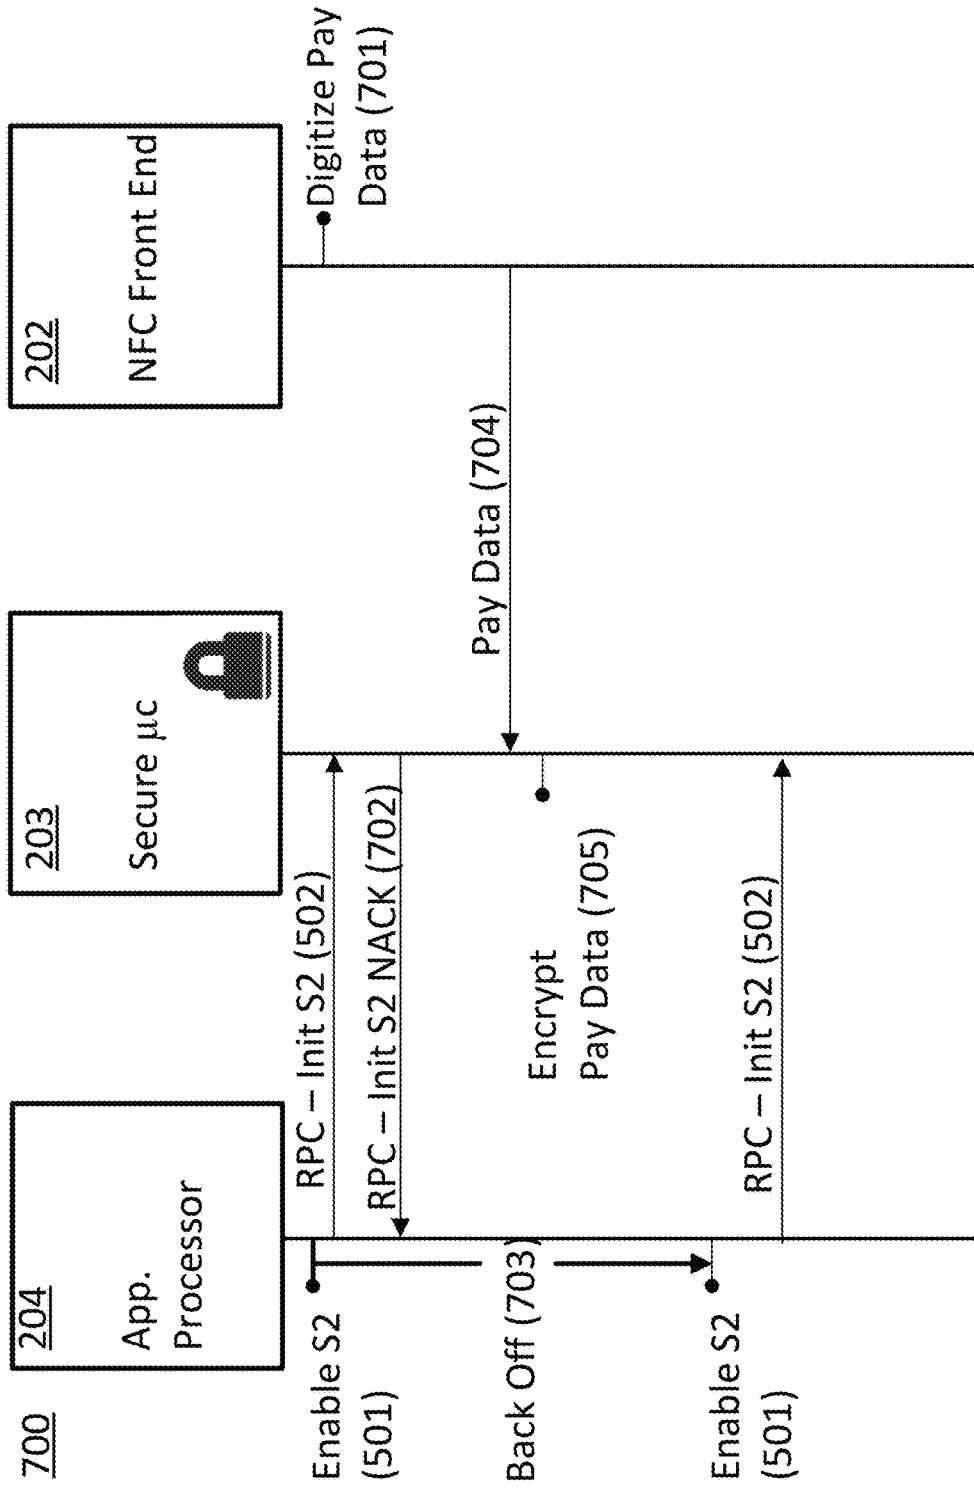 700
204
App.
Processor
203
Secure µc
202
NFC Front End
Enable S2
(501)
RPC – Init S2 (502)
Digitize Pay
Data (701)
RPC – Init S2 NACK (702)
Back Off (703)
Pay Data (704)
Encrypt
Pay Data (705)
Enable S2
(501)
RPC – Init S2 (502)